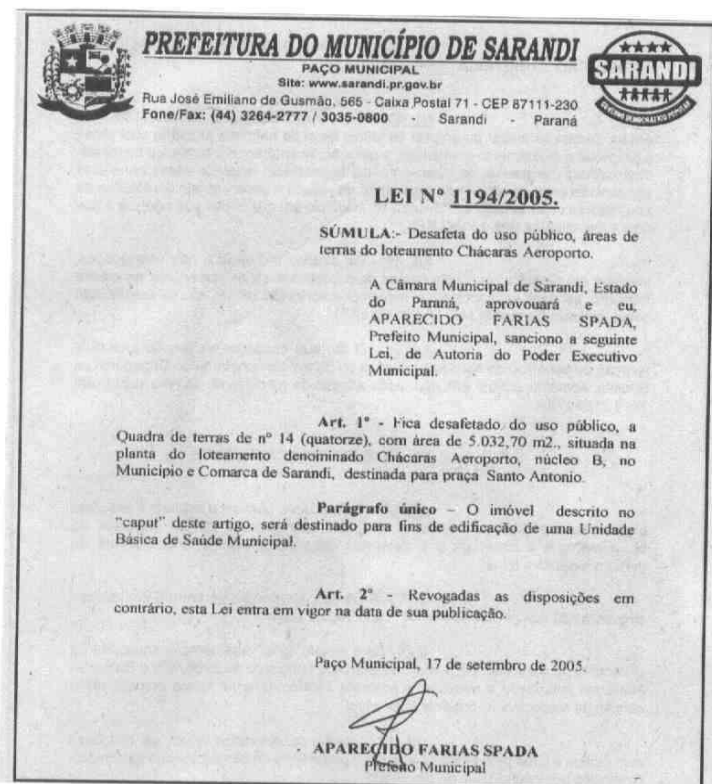 PREFEITURA DO MUNICÍPIO DE SARANDI
PAÇO MUNICIPAL
Site: www.sarandi.pr.gov.br
Rua José Emiliano de Gusmão, 565 - Caixa Postal 71 - CEP 87111-230
Fone/Fax: (44) 3264-2777 / 3035-0800 - Sarandi - Paraná
SARANDI
GOVERNO DEMOCRÁTICO POPULAR
LEI Nº 1194/2005.
SÚMULA:- Desafeta do uso público, áreas de
terras do loteamento Chácaras Aeroporto.
A Câmara Municipal de Sarandi, Estado
do Paraná, aprovouará e eu,
APARECIDO FARIAS SPADA,
Prefeito Municipal, sanciono a seguinte
Lei, de Autoria do Poder Executivo
Municipal.
Art. 1º - Fica desafetado do uso público, a
Quadra de terras de nº 14 (quatorze), com área de 5.032,70 m2., situada na
planta do loteamento denominado Chácaras Aeroporto, núcleo B, no
Municipio e Comarca de Sarandi, destinada para praça Santo Antonio.
Parágrafo único – O imóvel descrito no
"caput" deste artigo, será destinado para fins de edificação de uma Unidade
Básica de Saúde Municipal.
Art. 2º - Revogadas as disposições em
contrário, esta Lei entra em vigor na data de sua publicação.
Paço Municipal, 17 de setembro de 2005.
APARECIDO FARIAS SPADA
Prefeito Municipal